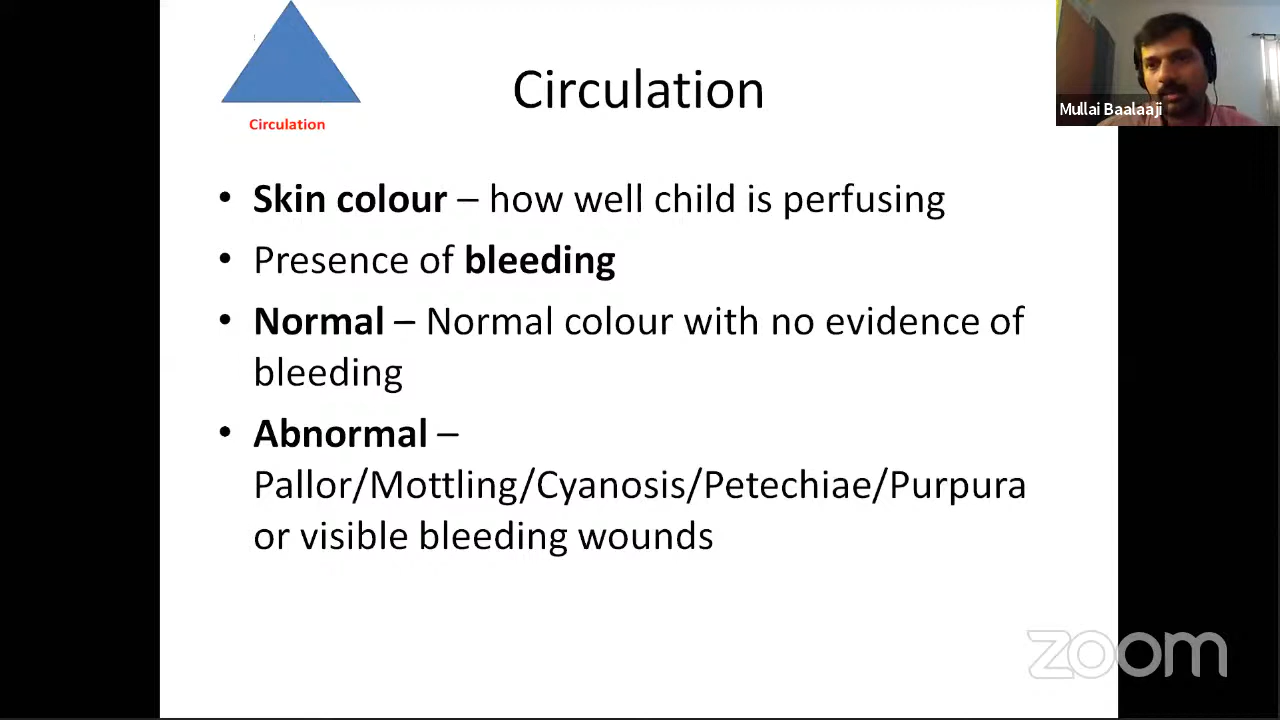 Circulation
Circulation
Mullai Baalaaji
• Skin colour – how well child is perfusing
• Presence of bleeding
• Normal – Normal colour with no evidence of
bleeding
• Abnormal –
Pallor/Mottling/Cyanosis/Petechiae/Purpura
or visible bleeding wounds
zoom